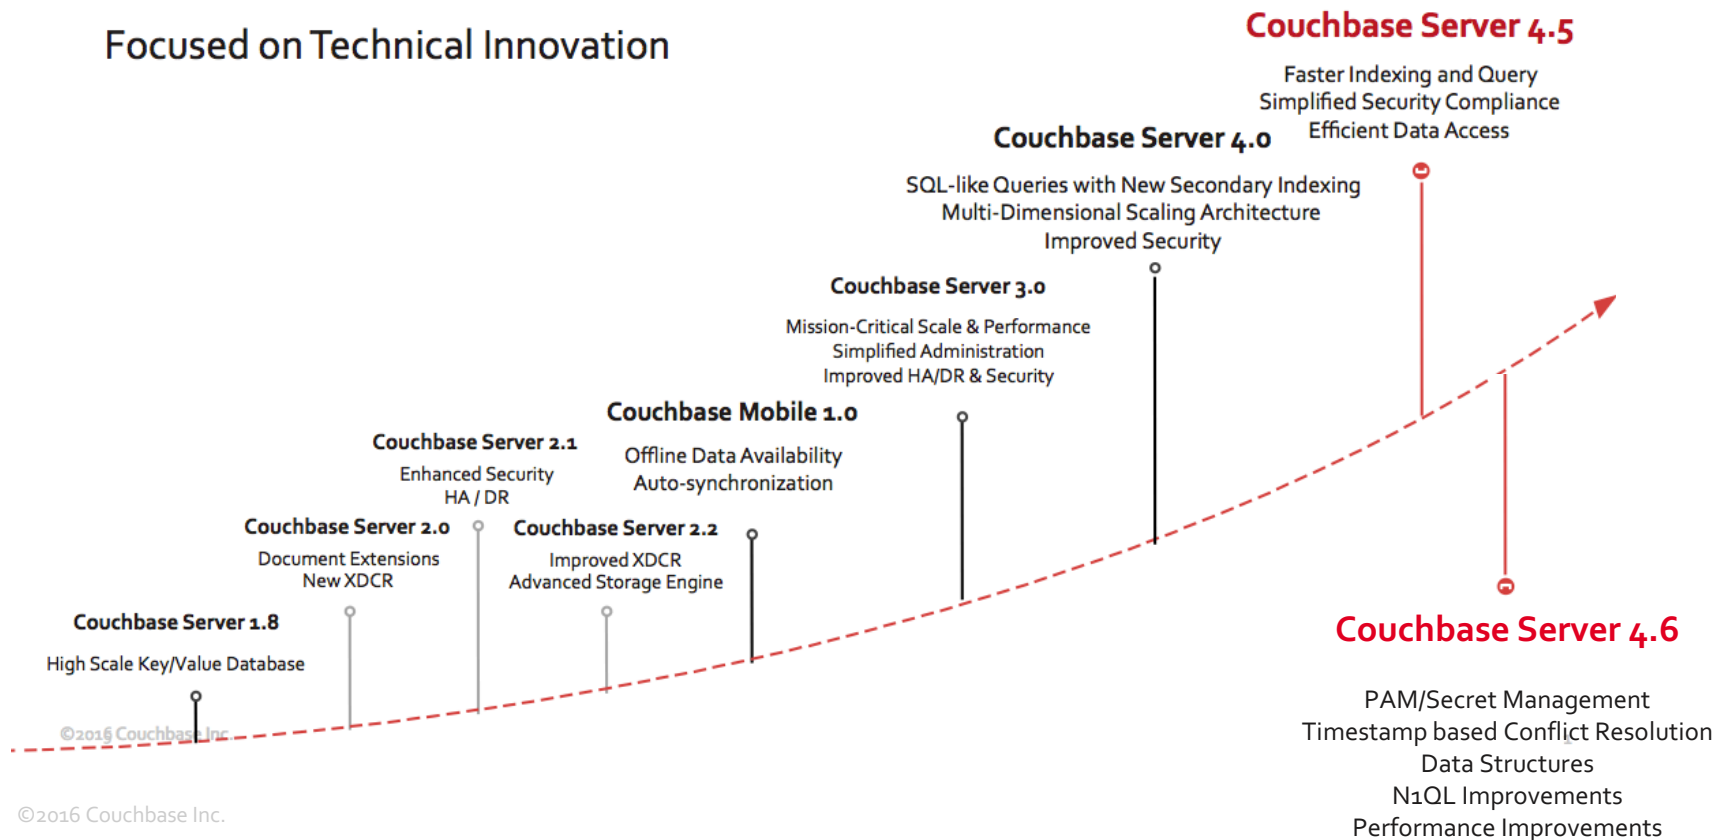 Focused on Technical Innovation
Couchbase Server 4.5
Faster Indexing and Query
Simplified Security Compliance
Efficient Data Access
Couchbase Server 4.0
SQL-like Queries with New Secondary Indexing
Multi-Dimensional Scaling Architecture
Improved Security
Couchbase Server 3.0
Mission-Critical Scale & Performance
Simplified Administration
Improved HA/DR & Security
Couchbase Mobile 1.0
Offline Data Availability
Auto-synchronization
Couchbase Server 2.1
Enhanced Security
HA / DR
Couchbase Server 2.0
Document Extensions
New XDCR
Couchbase Server 2.2
Improved XDCR
Advanced Storage Engine
Couchbase Server 1.8
High Scale Key/Value Database
©2016 Couchbase Inc.
Couchbase Server 4.6
PAM/Secret Management
Timestamp based Conflict Resolution
Data Structures
N1QL Improvements
Performance Improvements
©2016 Couchbase Inc.